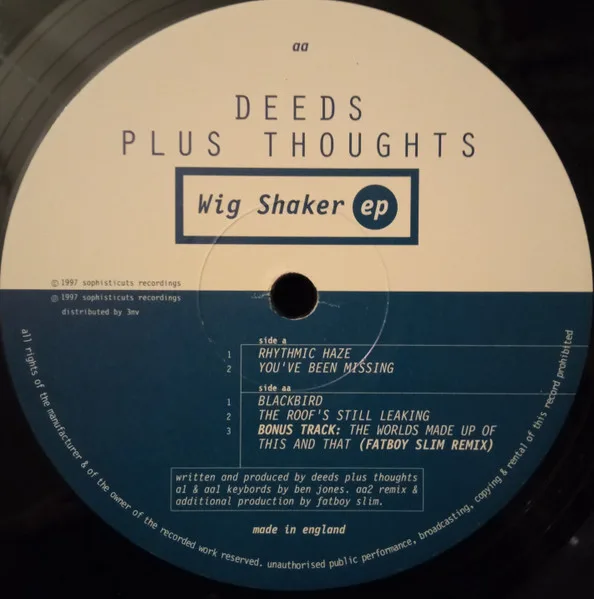 aa
DEEDS
PLUS THOUGHTS
Wig Shaker ep
© 1997 sophisticuts recordings
℗ 1997 sophisticuts recordings
distributed by 3mv
side a
1 RHYTHMIC HAZE
2 YOU'VE BEEN MISSING
side aa
1 BLACKBIRD
2 THE ROOF'S STILL LEAKING
3 BONUS TRACK: THE WORLDS MADE UP OF
THIS AND THAT (FATBOY SLIM REMIX)
written and produced by deeds plus thoughts
a1 & aa1 keybords by ben jones. aa2 remix &
additional production by fatboy slim.
made in england
all rights of the manufacturer & of the owner of the recorded work reserved. unauthorised public performance, broadcasting, copying & rental of this record prohibited